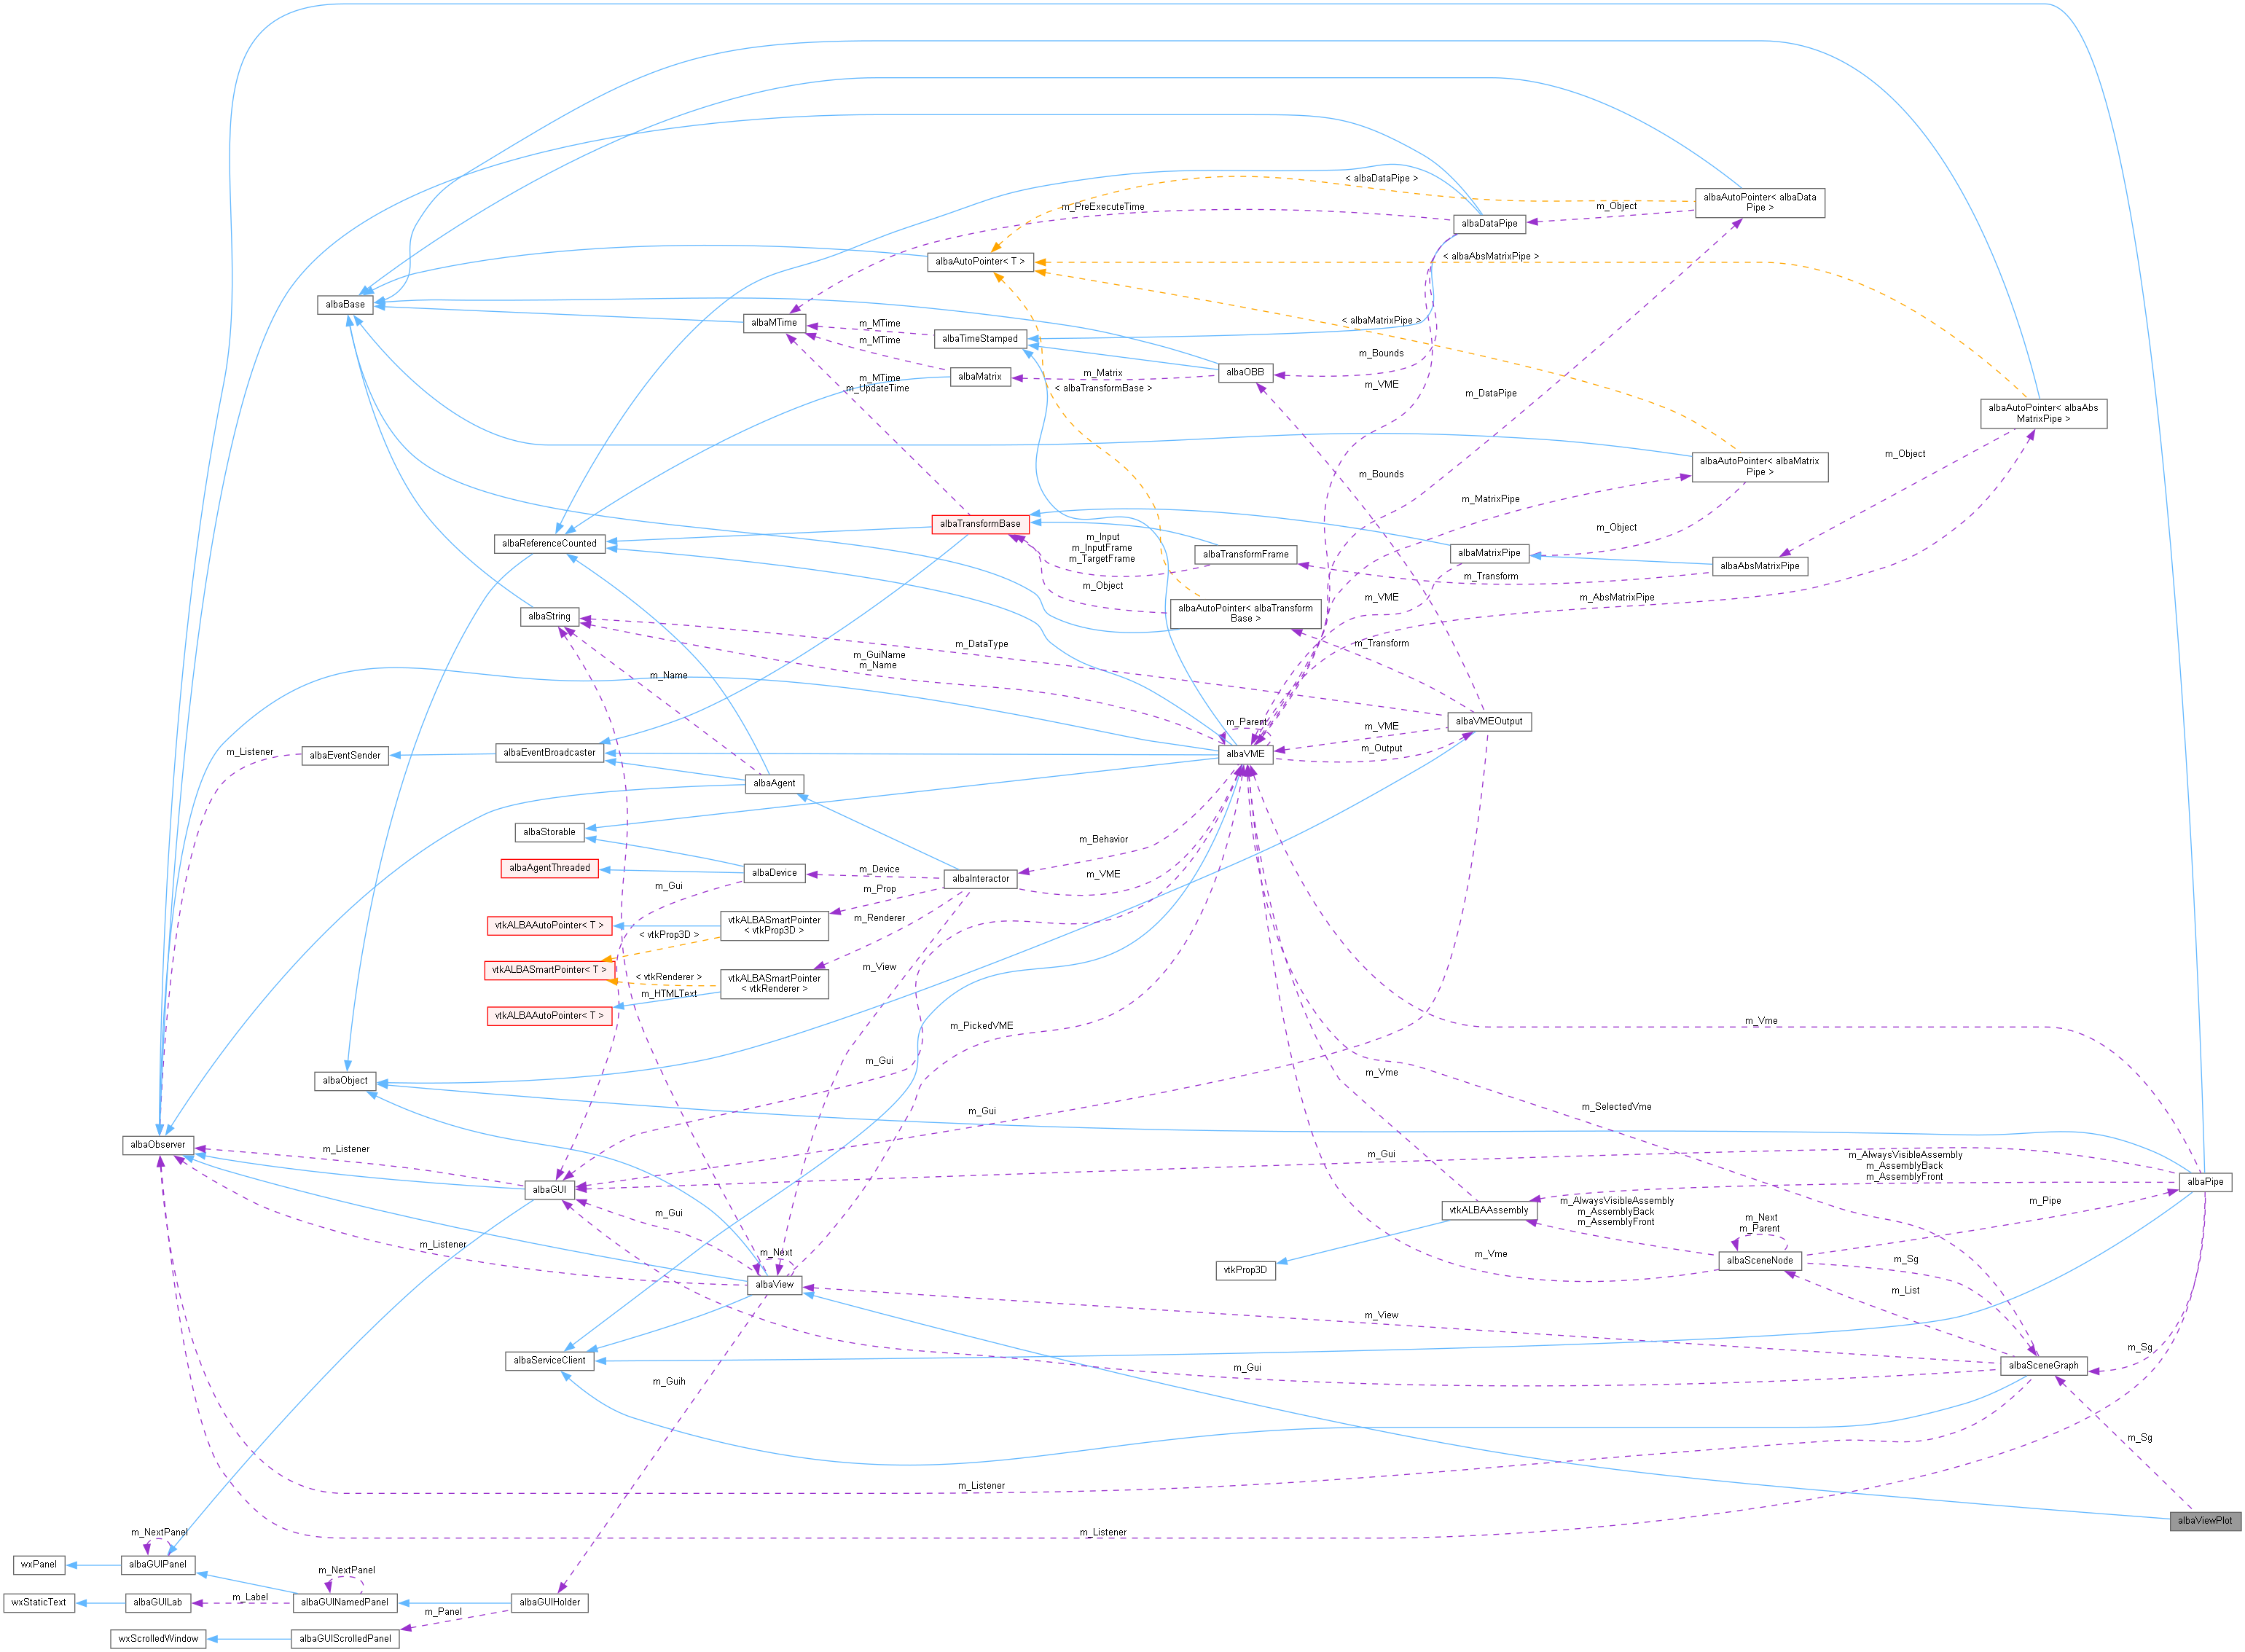 < albaDataPipe >
albaAutoPointer< albaData
Pipe >
m_PreExecuteTime
m_Object
albaDataPipe
albaAutoPointer< T >
< albaAbsMatrixPipe >
albaBase
albaMTime
m_MTime
albaTimeStamped
< albaMatrixPipe >
m_MTime
m_Bounds
albaMatrix
m_Matrix
albaOBB
m_MTime
m_UpdateTime
< albaTransformBase >
m_VME
m_DataPipe
albaAutoPointer< albaAbs
MatrixPipe >
m_Object
albaAutoPointer< albaMatrix
Pipe >
m_Bounds
m_MatrixPipe
albaTransformBase
m_Object
albaReferenceCounted
m_Input
m_InputFrame
m_TargetFrame
albaTransformFrame
albaMatrixPipe
albaAbsMatrixPipe
m_Transform
m_Object
m_VME
m_AbsMatrixPipe
albaString
albaAutoPointer< albaTransform
Base >
m_DataType
m_Transform
m_GuiName
m_Name
m_Name
m_Parent
m_VME
albaVMEOutput
m_Listener
albaEventSender
albaEventBroadcaster
albaVME
m_Output
albaAgent
albaStorable
m_Behavior
albaAgentThreaded
albaDevice
m_Device
albaInteractor
m_VME
m_Gui
m_Prop
vtkALBAAutoPointer< T >
vtkALBASmartPointer
< vtkProp3D >
m_Renderer
< vtkProp3D >
vtkALBASmartPointer< T >
m_View
< vtkRenderer >
vtkALBASmartPointer
< vtkRenderer >
m_HTMLText
vtkALBAAutoPointer< T >
m_PickedVME
m_Vme
m_Gui
m_Vme
albaObject
m_Gui
m_SelectedVme
albaObserver
m_Listener
m_Gui
m_AlwaysVisibleAssembly
m_AssemblyBack
m_AssemblyFront
albaGUI
albaPipe
m_AlwaysVisibleAssembly
m_AssemblyBack
m_AssemblyFront
m_Pipe
vtkALBAAssembly
m_Gui
m_Next
m_Parent
m_Listener
m_Next
m_Vme
albaSceneNode
m_Sg
vtkProp3D
albaView
m_List
m_View
m_Sg
albaServiceClient
m_Gui
albaSceneGraph
m_Guih
m_Sg
m_Listener
albaViewPlot
m_Listener
m_NextPanel
wxPanel
albaGUIPanel
m_NextPanel
wxStaticText
albaGUILab
m_Label
albaGUINamedPanel
albaGUIHolder
m_Panel
wxScrolledWindow
albaGUIScrolledPanel